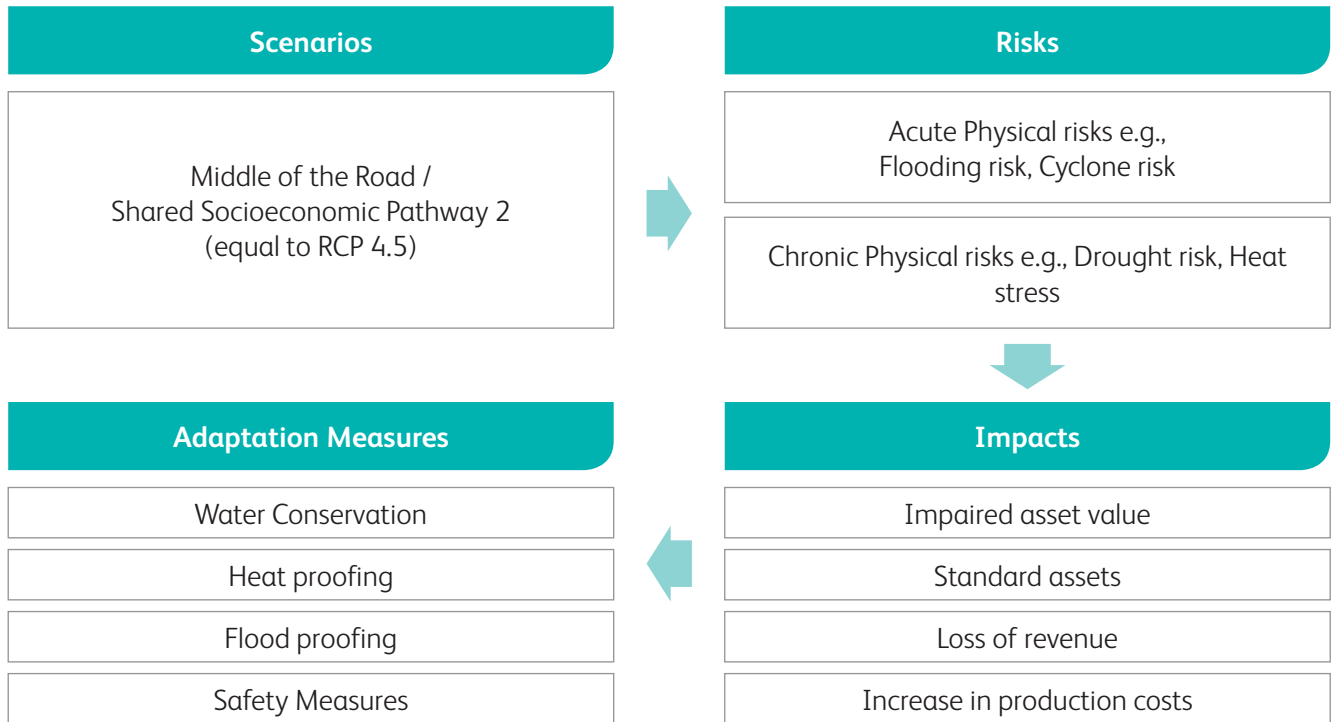 Scenarios
Middle of the Road /
Shared Socioeconomic Pathway 2
(equal to RCP 4.5)
Risks
Acute Physical risks e.g.,
Flooding risk, Cyclone risk
Chronic Physical risks e.g., Drought risk, Heat
stress
Impacts
Impaired asset value
Standard assets
Loss of revenue
Increase in production costs
Adaptation Measures
Water Conservation
Heat proofing
Flood proofing
Safety Measures